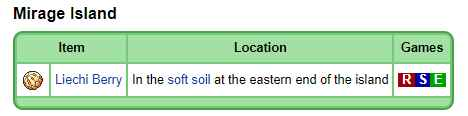 Mirage Island
Item Location Games
Liechi Berry In the soft soil at the eastern end of the island R S E